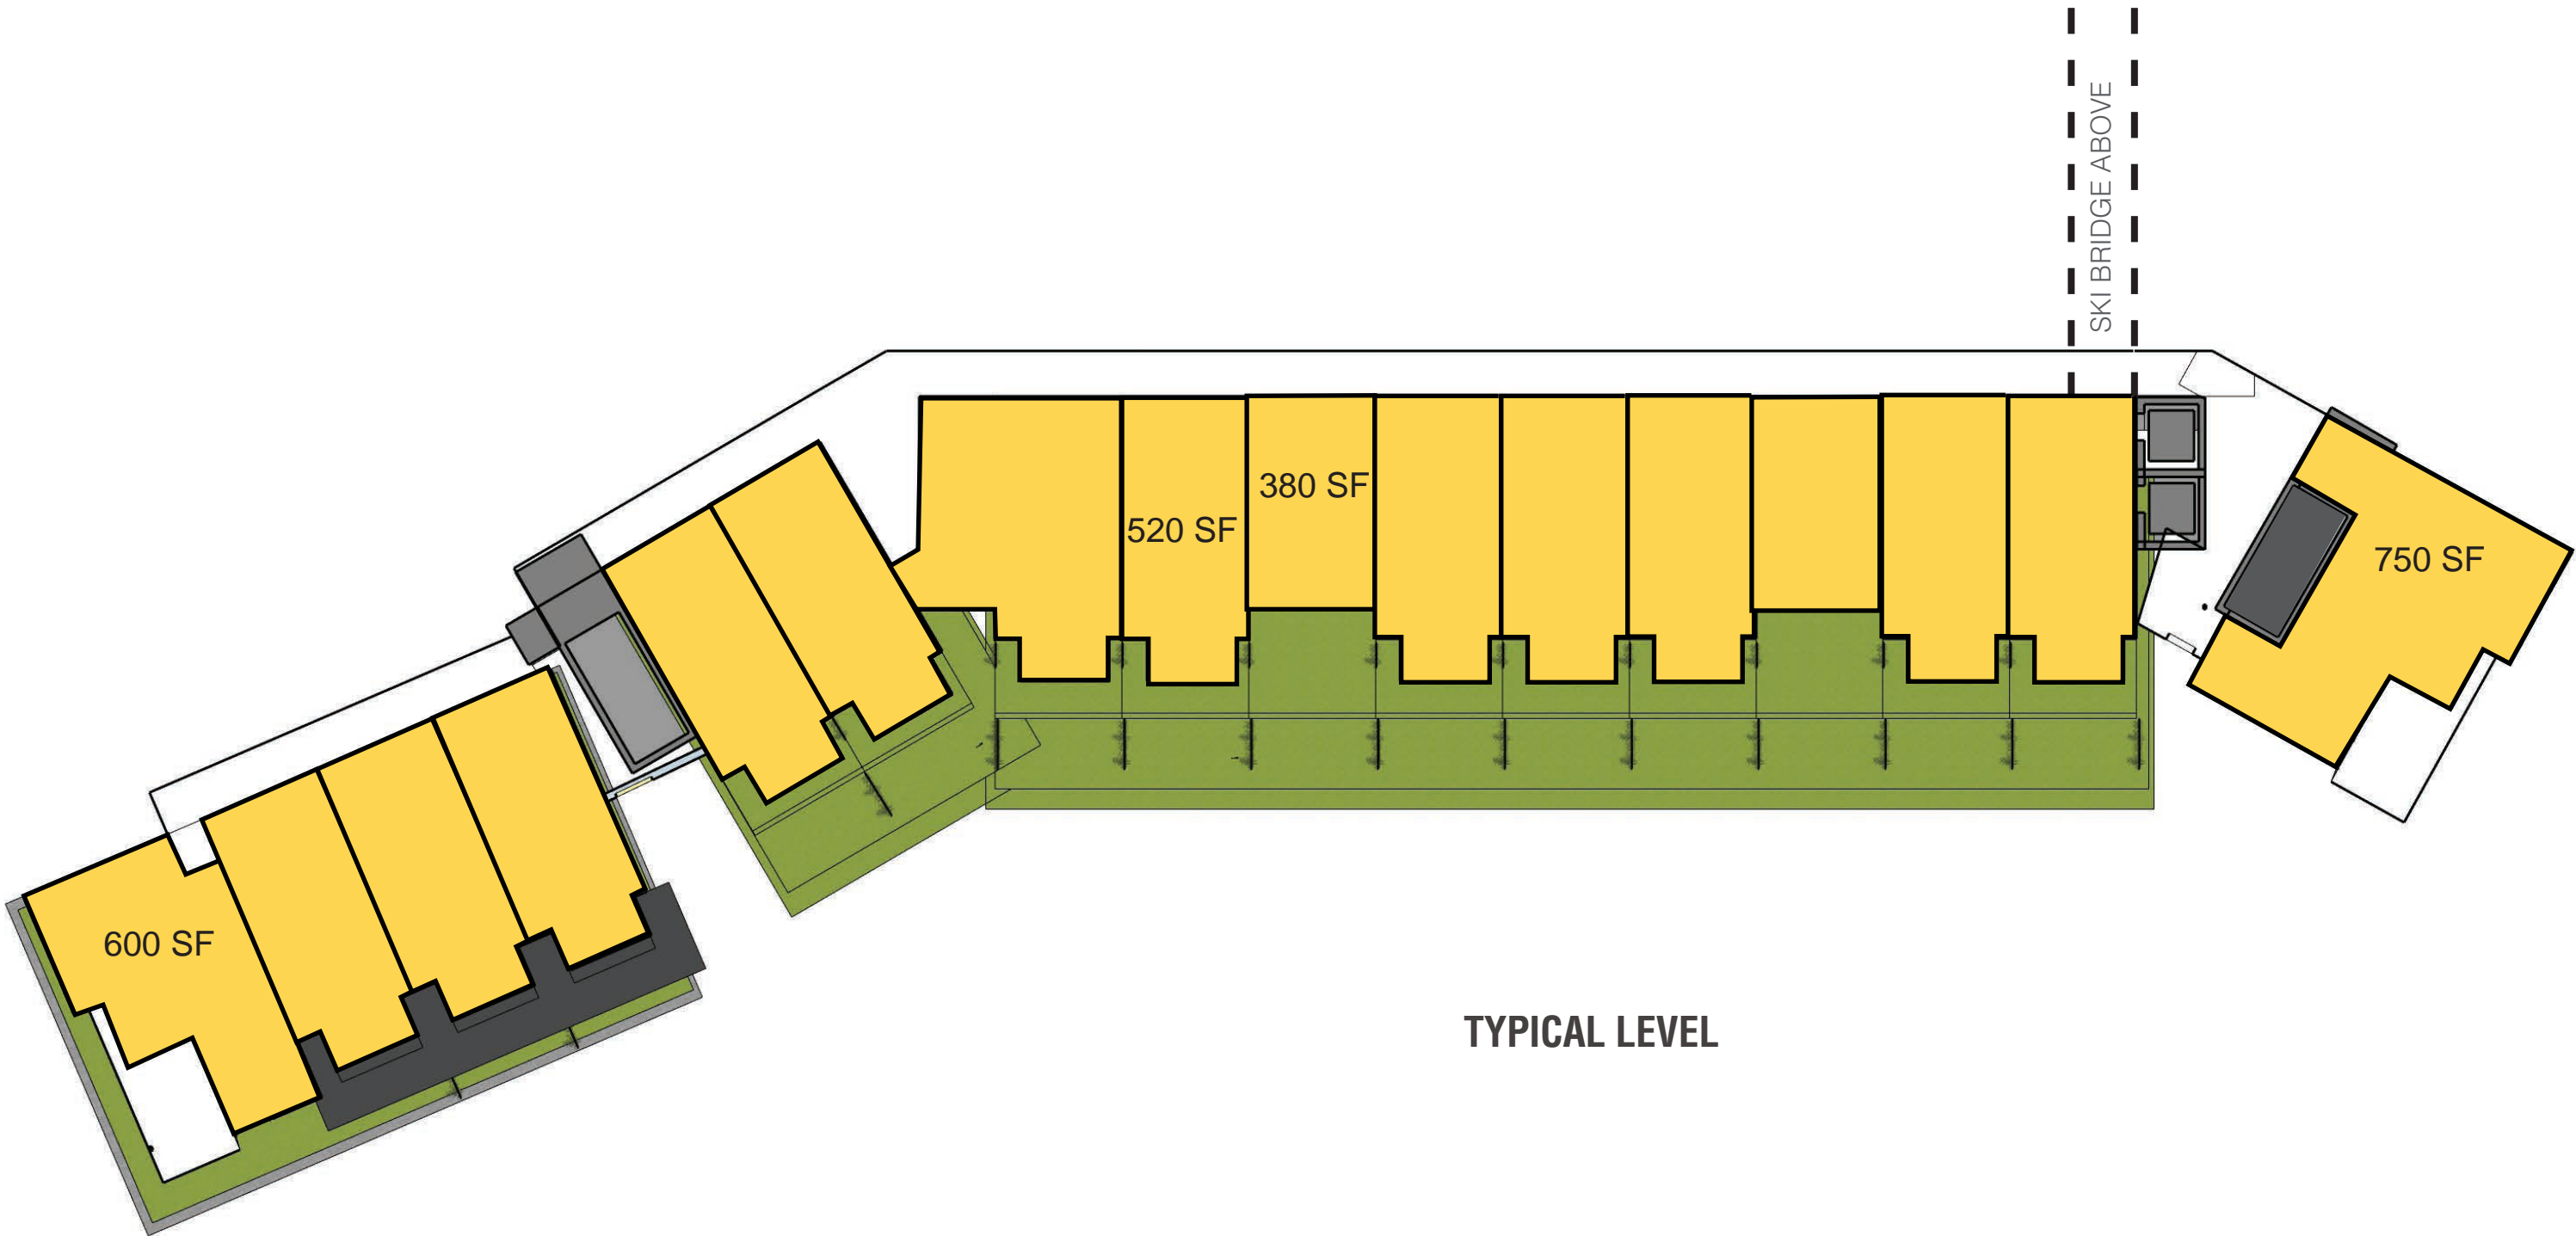 SKI BRIDGE ABOVE
380 SF
520 SF
750 SF
600 SF
TYPICAL LEVEL